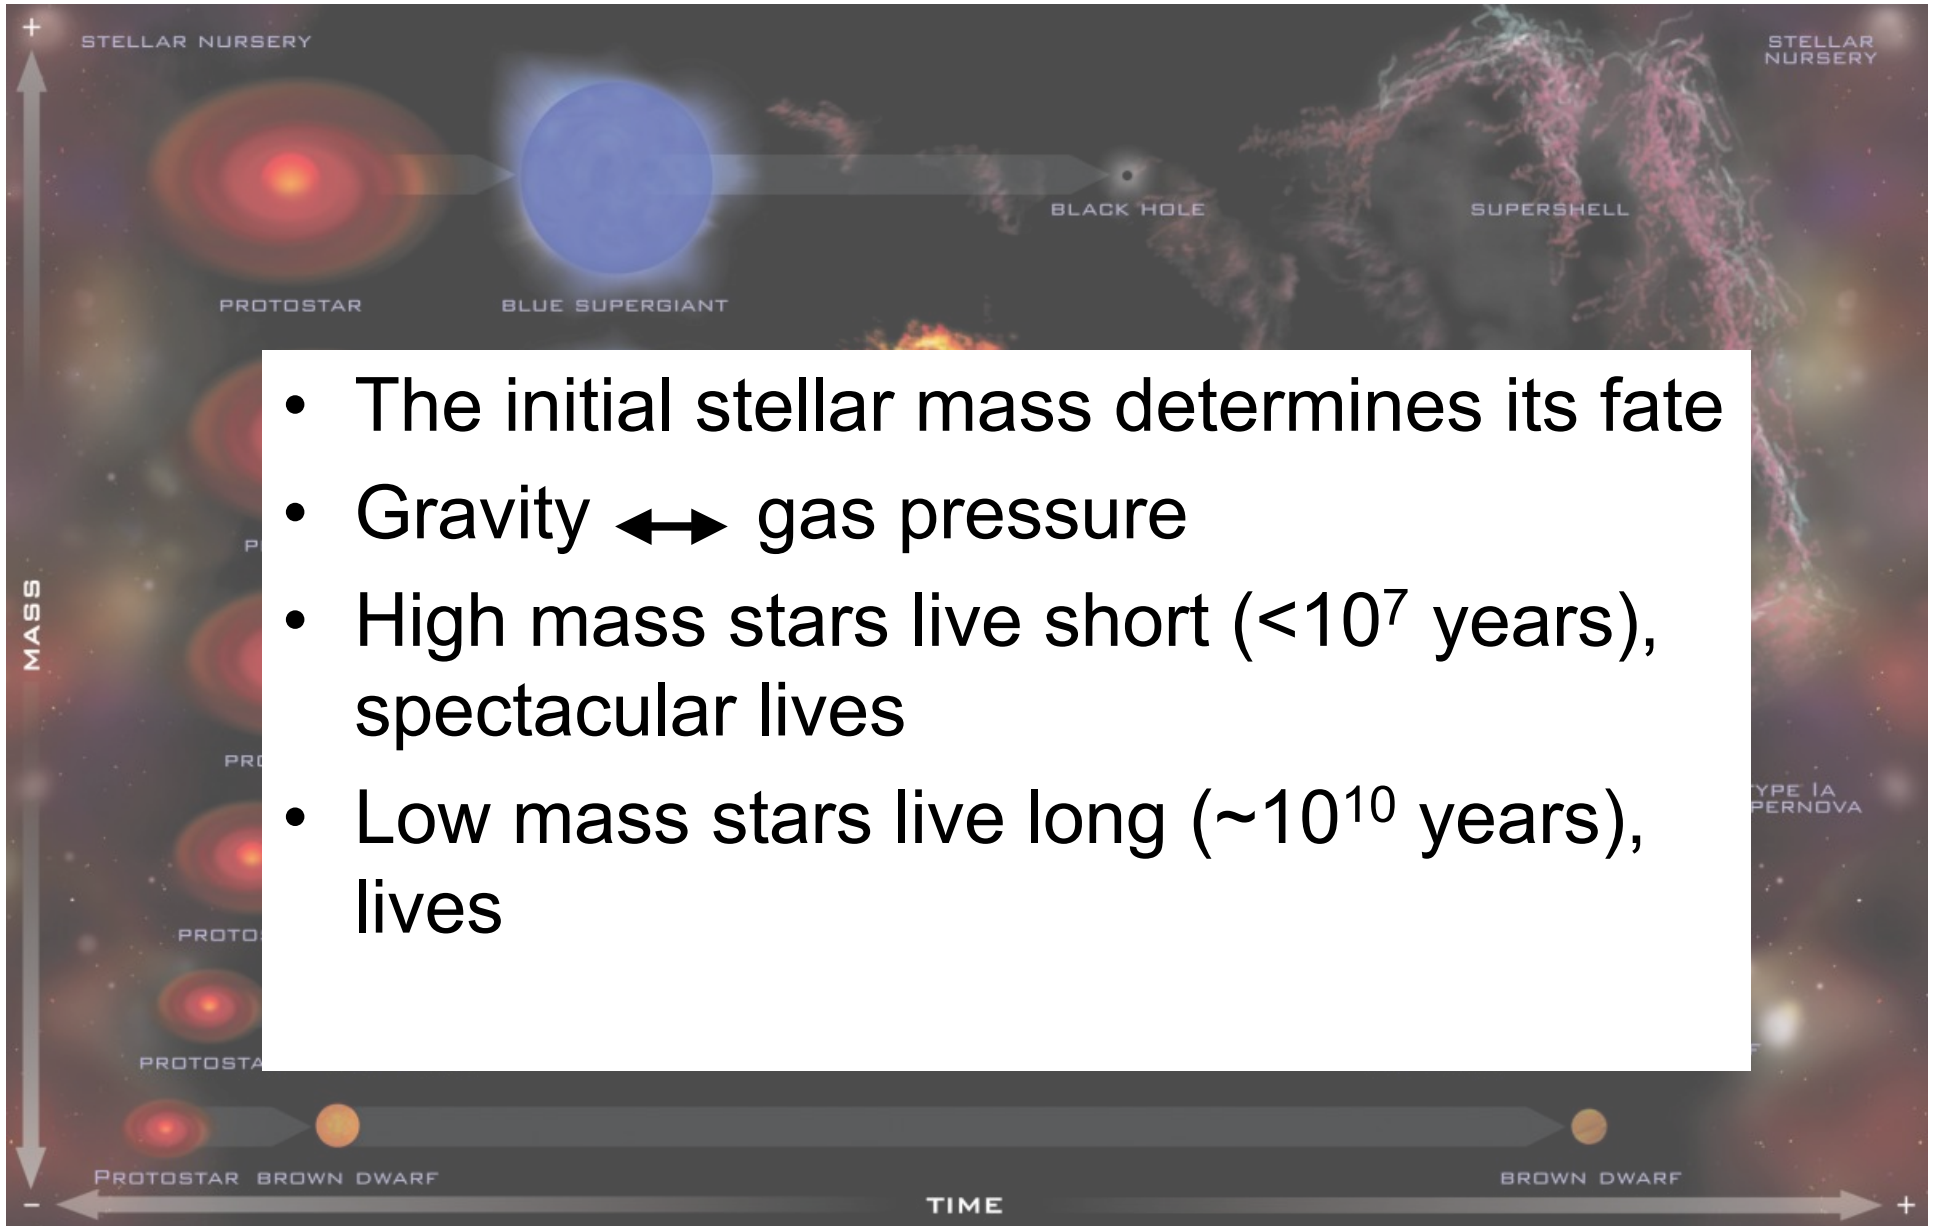 +
STELLAR NURSERY
STELLAR
NURSERY
BLACK HOLE
SUPERSHELL
PROTOSTAR
BLUE SUPERGIANT
• The initial stellar mass determines its fate
• Gravity ↔ gas pressure
• High mass stars live short (<10⁷ years),
spectacular lives
• Low mass stars live long (~10¹⁰ years),
lives
MASS
PROTOSTAR BROWN DWARF
BROWN DWARF
–
TIME
+